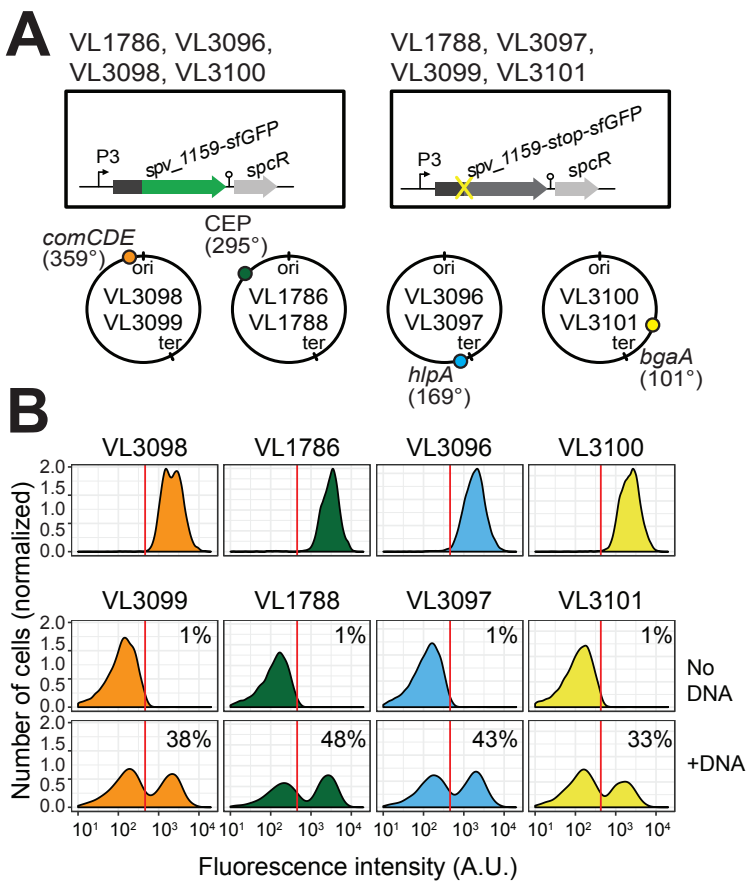 A
VL1786, VL3096,
VL3098, VL3100
VL1788, VL3097,
VL3099, VL3101
P3
spv_1159-sfGFP
spcR
P3
spv_1159-stop-sfGFP
spcR
comCDE
(359°)
ori
VL3098
VL3099
ter
CEP
(295°)
ori
VL1786
VL1788
ter
ori
VL3096
VL3097
ter
hlpA
(169°)
ori
VL3100
VL3101
ter
bgaA
(101°)
B
Number of cells (normalized)
VL3098 VL1786 VL3096 VL3100
2.0
1.5
1.0
0.5
0.0
VL3099 VL1788 VL3097 VL3101
2.0
1.5
1.0
0.5
0.0
1% 1% 1% 1%
No
DNA
2.0
1.5
1.0
0.5
0.0
38% 48% 43% 33%
+DNA
10¹ 10² 10³ 10⁴ 10¹ 10² 10³ 10⁴ 10¹ 10² 10³ 10⁴ 10¹ 10² 10³ 10⁴
Fluorescence intensity (A.U.)